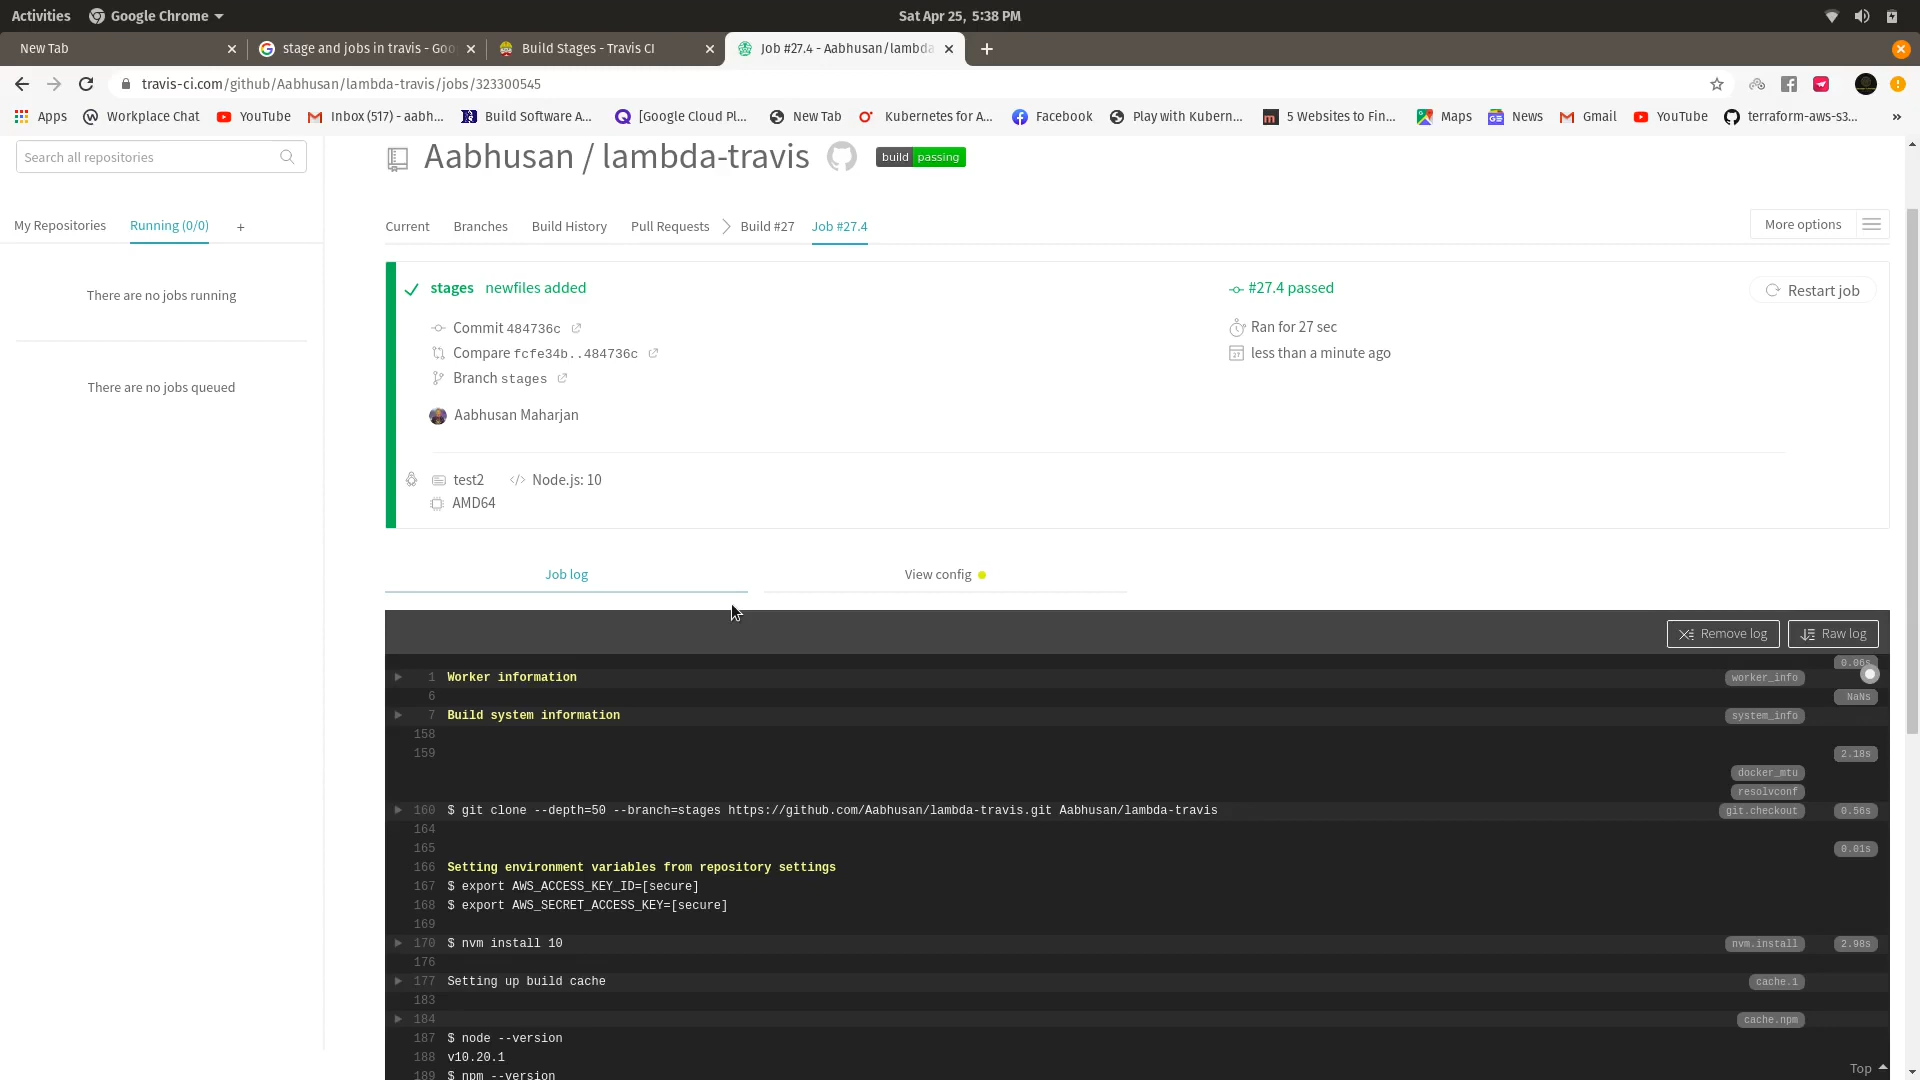 Activities Google Chrome Sat Apr 25, 5:38 PM
New Tab stage and jobs in travis - Goo Build Stages - Travis CI Job #27.4 - Aabhusan/lambda
travis-ci.com/github/Aabhusan/lambda-travis/jobs/323300545
Apps Workplace Chat YouTube Inbox (517) - aabh... Build Software A... [Google Cloud Pl... New Tab Kubernetes for A... Facebook Play with Kubern... 5 Websites to Fin... Maps News Gmail YouTube terraform-aws-s3... »
Search all repositories
Aabhusan / lambda-travis build passing
My Repositories Running (0/0) +
Current Branches Build History Pull Requests Build #27 Job #27.4 More options
There are no jobs running
There are no jobs queued
stages newfiles added #27.4 passed Restart job
Commit 484736c Ran for 27 sec
Compare fcfe34b..484736c less than a minute ago
Branch stages
Aabhusan Maharjan
test2 Node.js: 10
AMD64
Job log View config
Remove log Raw log
0.06s
1 Worker information worker_info
6 NaNs
7 Build system information system_info
158
159 2.18s
docker_mtu
resolvconf
160 $ git clone --depth=50 --branch=stages https://github.com/Aabhusan/lambda-travis.git Aabhusan/lambda-travis git.checkout 0.56s
164
165 0.01s
166 Setting environment variables from repository settings
167 $ export AWS_ACCESS_KEY_ID=[secure]
168 $ export AWS_SECRET_ACCESS_KEY=[secure]
169
170 $ nvm install 10 nvm.install 2.98s
176
177 Setting up build cache cache.1
183
184 cache.npm
187 $ node --version
188 v10.20.1
189 $ npm --version
Top